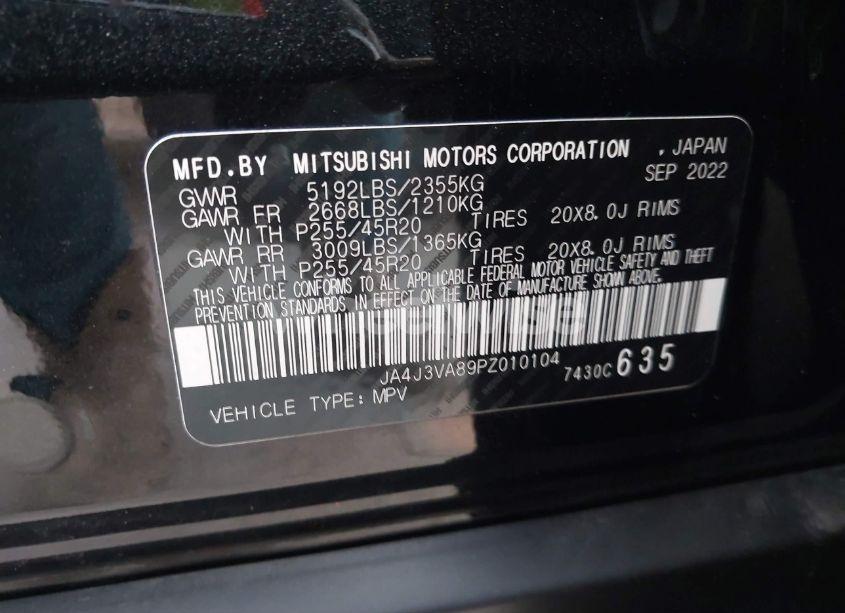 MFD.BY MITSUBISHI MOTORS CORPORATION , JAPAN
SEP 2022
GVWR 5192LBS/2355KG
GAWR FR 2668LBS/1210KG
WITH P255/45R20 TIRES 20X8.0J RIMS
GAWR RR 3009LBS/1365KG
WITH P255/45R20 TIRES 20X8.0J RIMS
THIS VEHICLE CONFORMS TO ALL APPLICABLE FEDERAL MOTOR VEHICLE SAFETY AND THEFT
PREVENTION STANDARDS IN EFFECT ON THE DATE OF MANUFACTURE SHOWN ABOVE.
JA4J3VA89PZ010104
7430C 635
VEHICLE TYPE: MPV